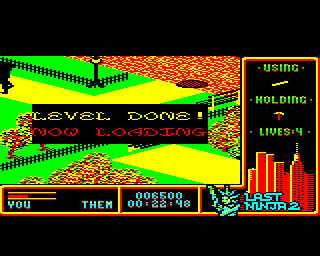 USING
HOLDING
LIVES:4
LEVEL DONE!
NOW LOADING
YOU THEM
006500
00:22:48
LAST
NINJA 2